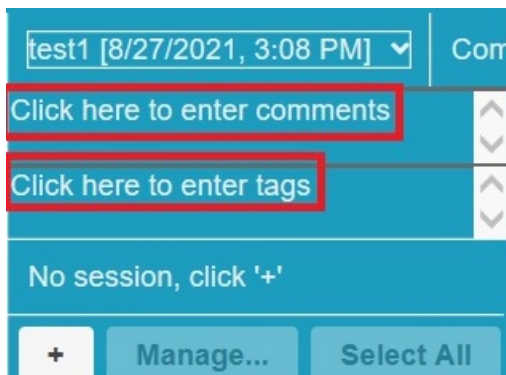 test1 [8/27/2021, 3:08 PM] Com
Click here to enter comments
Click here to enter tags
No session, click '+'
+ Manage... Select All